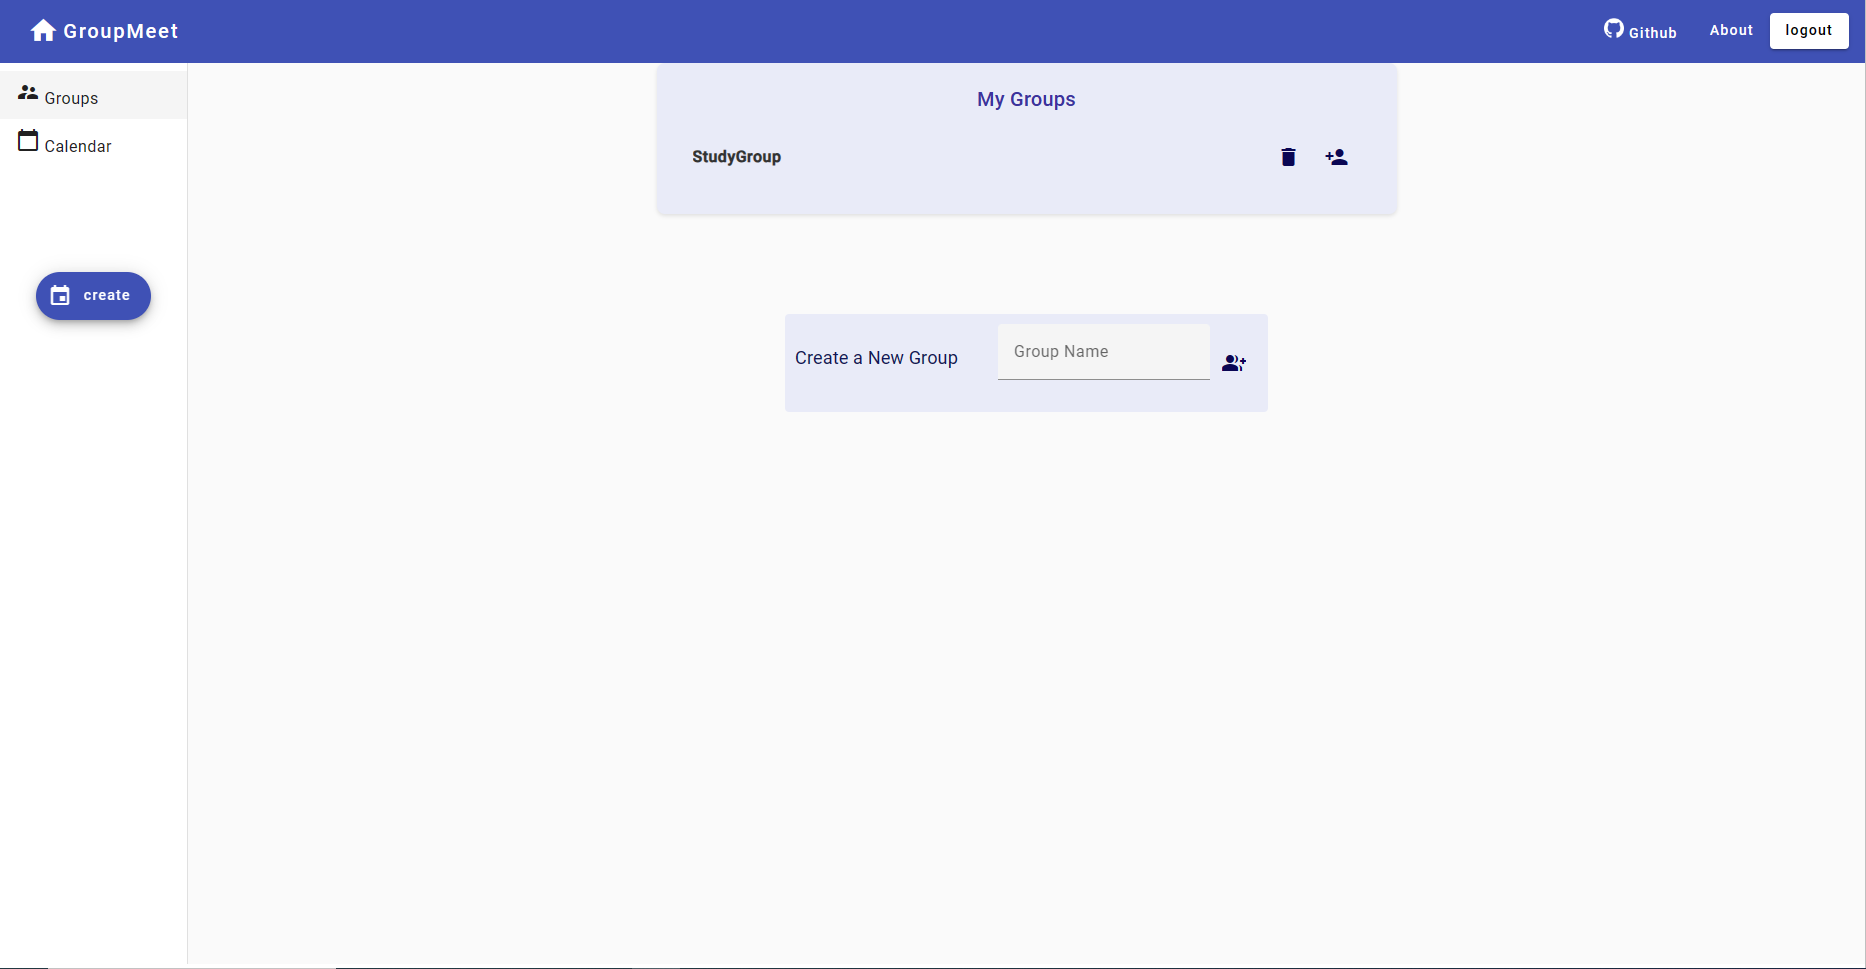 GroupMeet
Github
About
logout
Groups
Calendar
create
My Groups
StudyGroup
Create a New Group
Group Name